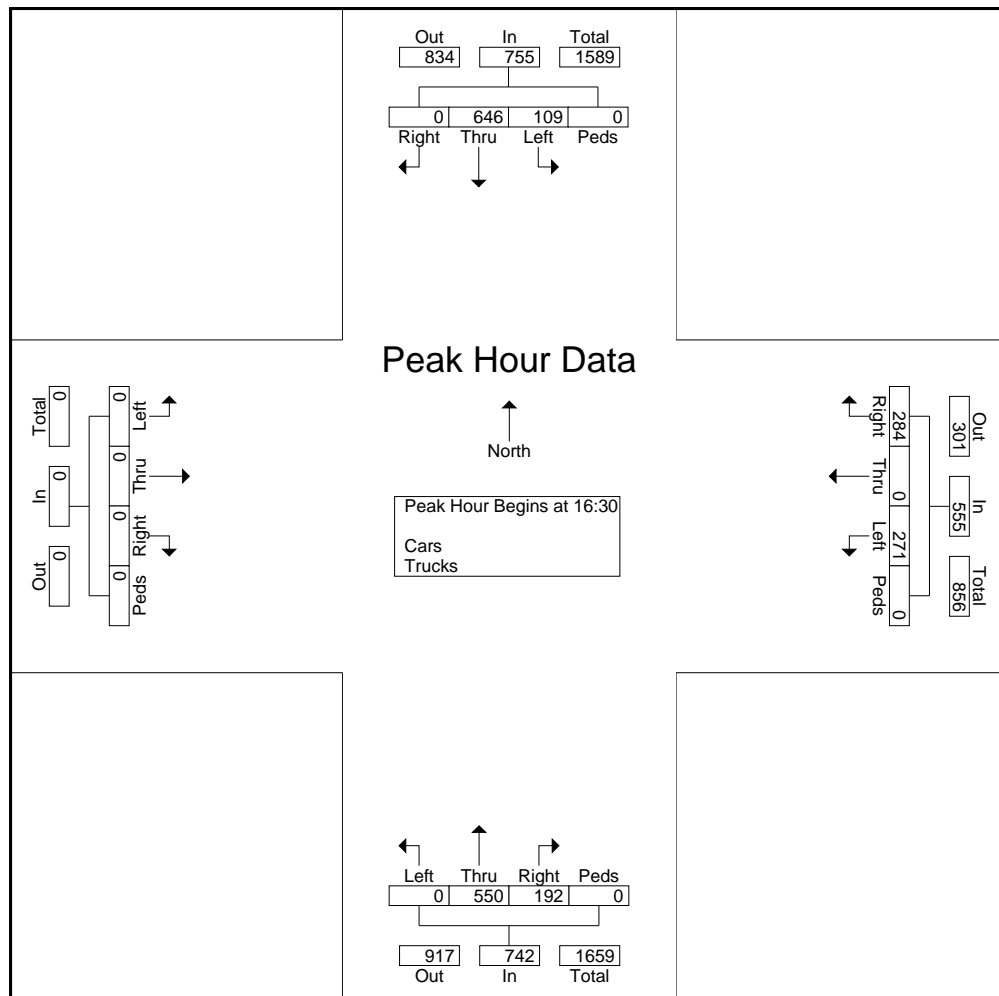 Out In Total
834 755 1589
0 646 109 0
Right Thru Left Peds
Peak Hour Data
North
Peak Hour Begins at 16:30
Cars
Trucks
Total In Out
0 0 0
0 0 0 0
Left Thru Right Peds
Right Thru Left Peds
284 0 271 0
301 555 856
Out In Total
Left Thru Right Peds
0 550 192 0
917 742 1659
Out In Total